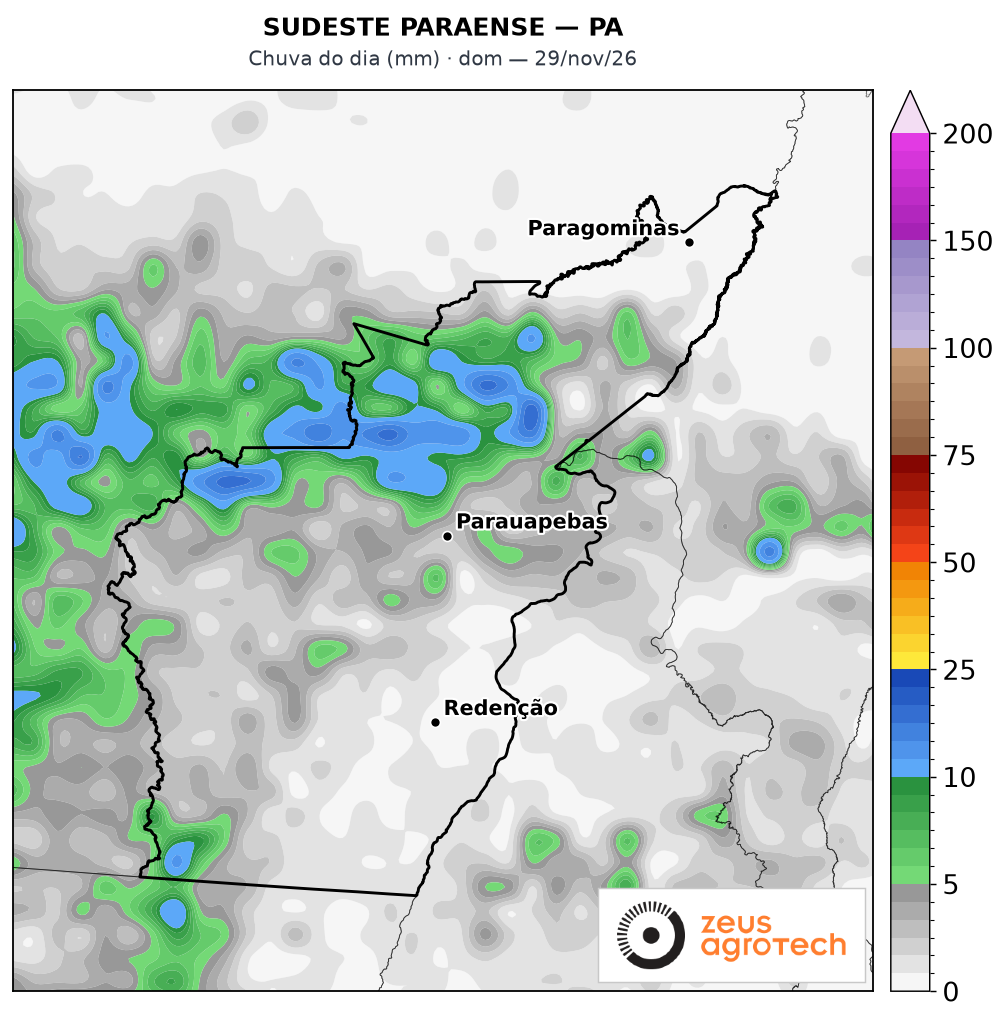 SUDESTE PARAENSE — PA
Chuva do dia (mm) · dom — 29/nov/26
Paragominas
Parauapebas
Redenção
200
150
100
75
50
25
10
5
0
zeus
agrotech